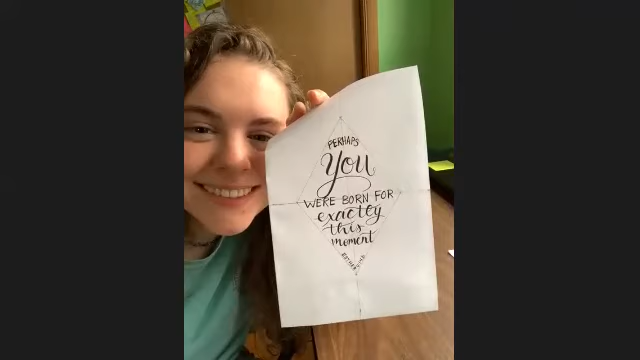 PERHAPS
You
WERE BORN FOR
exactly
this
moment